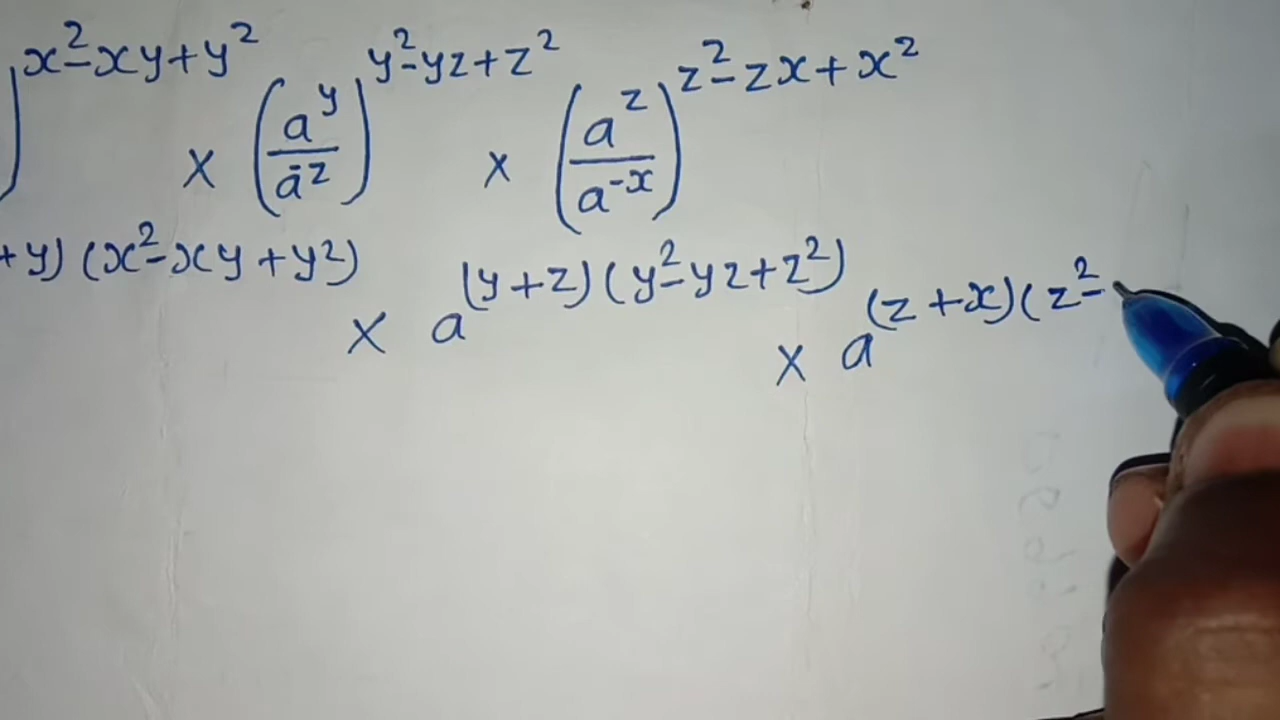 )^{x²-xy+y²} × (a^y/a^{-z})^{y²-yz+z²} × (a^z/a^{-x})^{z²-zx+x²}
+y)(x²-xy+y²) × a^{(y+z)(y²-yz+z²)} × a^{(z+x)(z²-